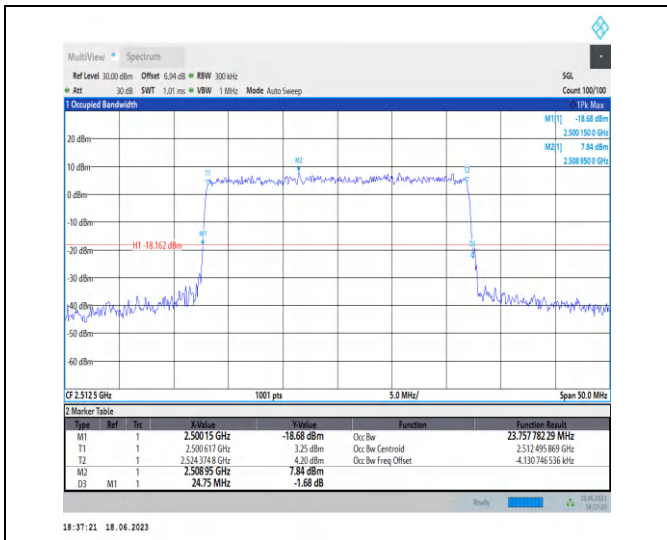 MultiView Spectrum
Ref Level 30.00 dBm Offset 6.94 dB RBW 300 kHz SGL
Att 30 dB SWT 1.01 ms VBW 1 MHz Mode Auto Sweep Count 100/100
1 Occupied Bandwidth 1Pk Max
M1[1] -18.68 dBm
2.500 150 0 GHz
M2[1] 7.84 dBm
2.508 950 0 GHz
20 dBm
10 dBm
M2
T1 T2
0 dBm
-10 dBm
M1
H1 -18.162 dBm
D3
-20 dBm
-30 dBm
-40 dBm
-50 dBm
-60 dBm
CF 2.512 5 GHz 1001 pts 5.0 MHz/ Span 50.0 MHz
2 Marker Table
Type Ref Trc X-Value Y-Value Function Function Result
M1 1 2.500 15 GHz -18.68 dBm Occ Bw 23.757 782 29 MHz
T1 1 2.500 617 GHz 3.25 dBm Occ Bw Centroid 2.512 495 869 GHz
T2 1 2.524 374 8 GHz 4.20 dBm Occ Bw Freq Offset -4.130 746 536 kHz
M2 1 2.508 95 GHz 7.84 dBm
D3 M1 1 24.75 MHz -1.68 dB
Ready 18.06.2023
18:37:20
18:37:21 18.06.2023